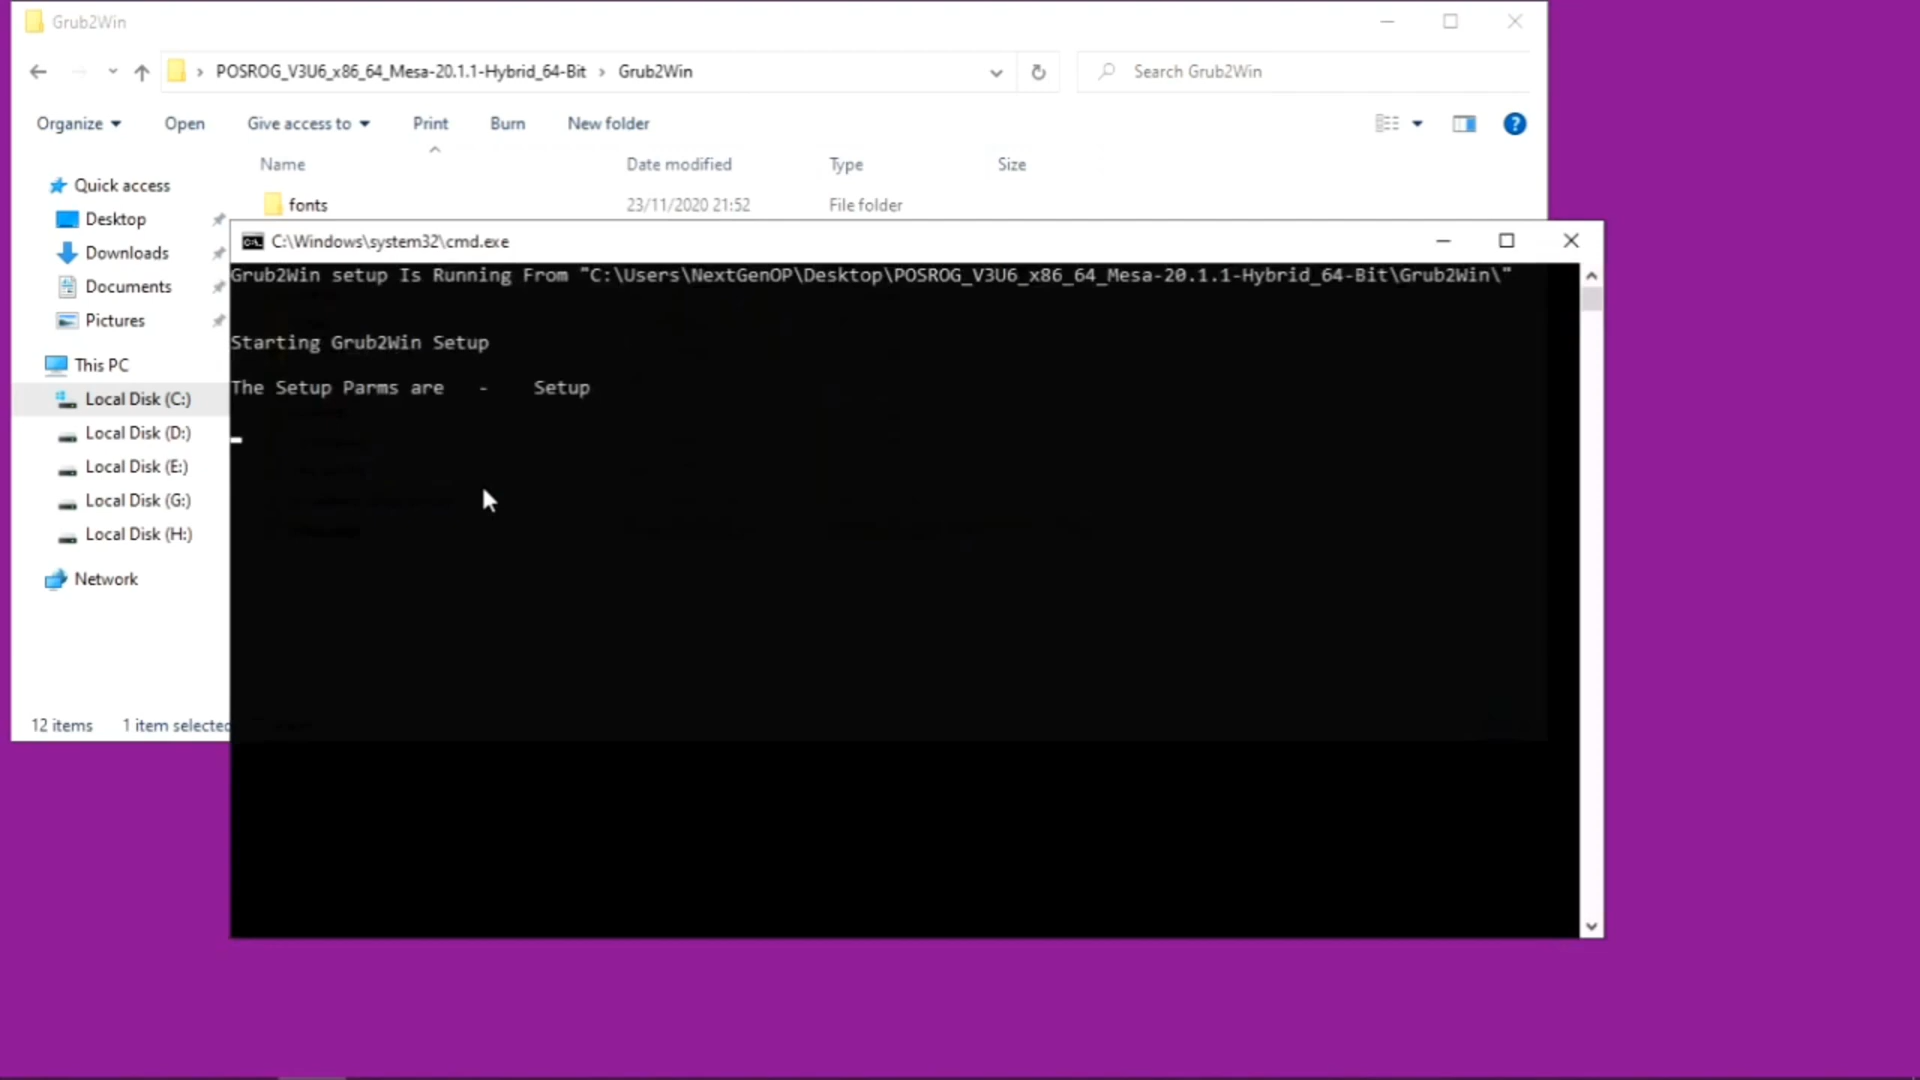 Grub2Win
POSROG_V3U6_x86_64_Mesa-20.1.1-Hybrid_64-Bit › Grub2Win
Search Grub2Win
Organize
Open
Give access to
Print
Burn
New folder
Name
Date modified
Type
Size
Quick access
Desktop
Downloads
Documents
Pictures
This PC
Local Disk (C:)
Local Disk (D:)
Local Disk (E:)
Local Disk (G:)
Local Disk (H:)
Network
fonts
23/11/2020 21:52
File folder
C:\Windows\system32\cmd.exe
Grub2Win setup Is Running From "C:\Users\NextGenOP\Desktop\POSROG_V3U6_x86_64_Mesa-20.1.1-Hybrid_64-Bit\Grub2Win\"
Starting Grub2Win Setup
The Setup Parms are - Setup
12 items
1 item selected